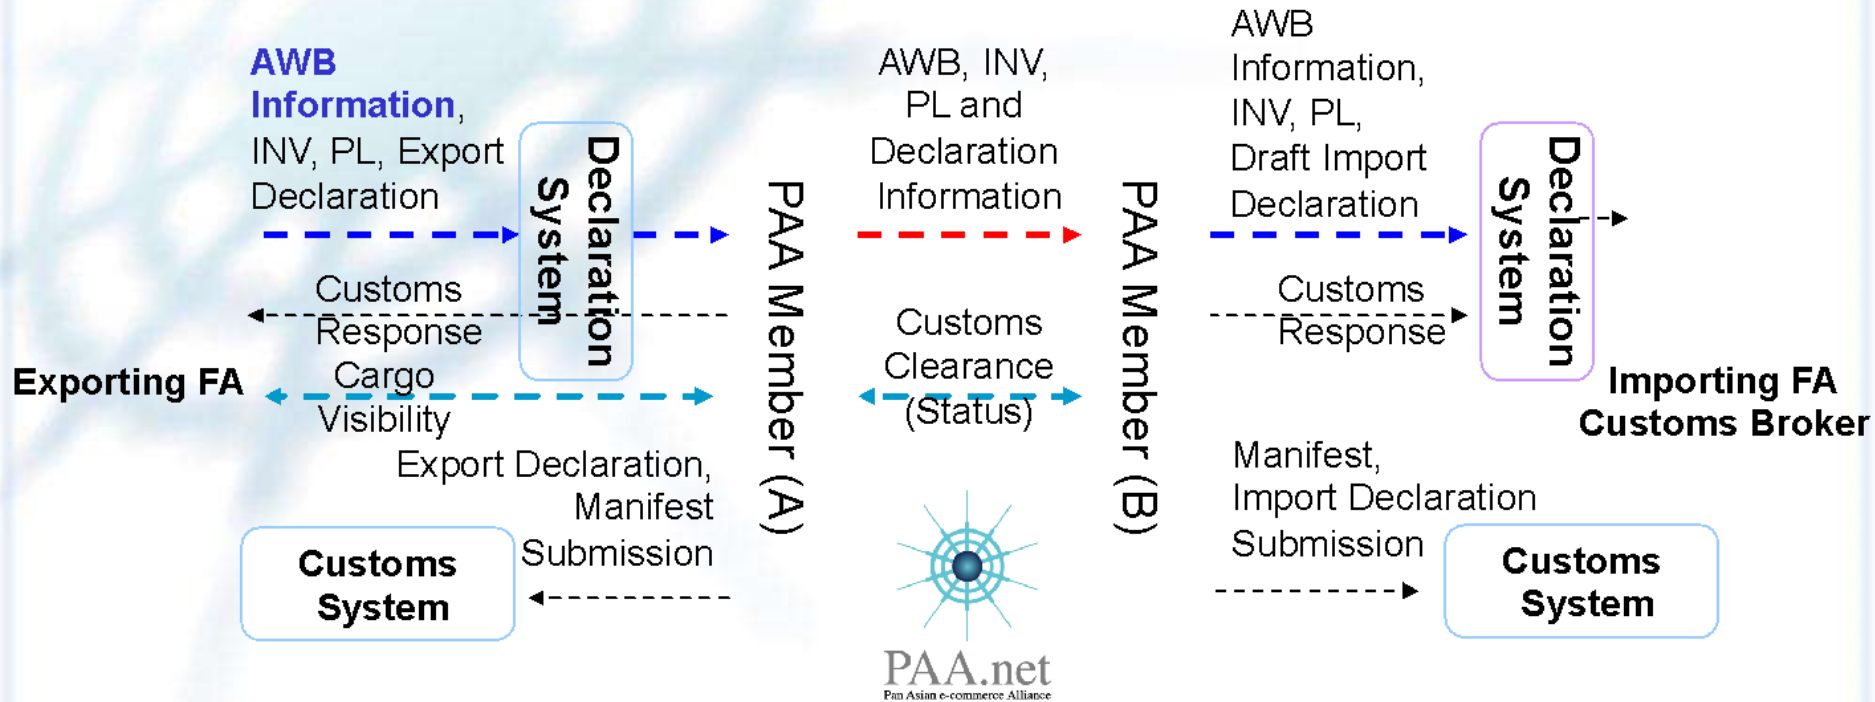 AWB
Information,
INV, PL, Export
Declaration
Declaration
System
Customs
Response
Cargo
Visibility
Exporting FA
Export Declaration,
Manifest
Submission
Customs
System
PAA Member (A)
AWB, INV,
PL and
Declaration
Information
Customs
Clearance
(Status)
PAA.net
Pan Asian e-commerce Alliance
PAA Member (B)
AWB
Information,
INV, PL,
Draft Import
Declaration
Declaration
System
Customs
Response
Importing FA
Customs Broker
Manifest,
Import Declaration
Submission
Customs
System